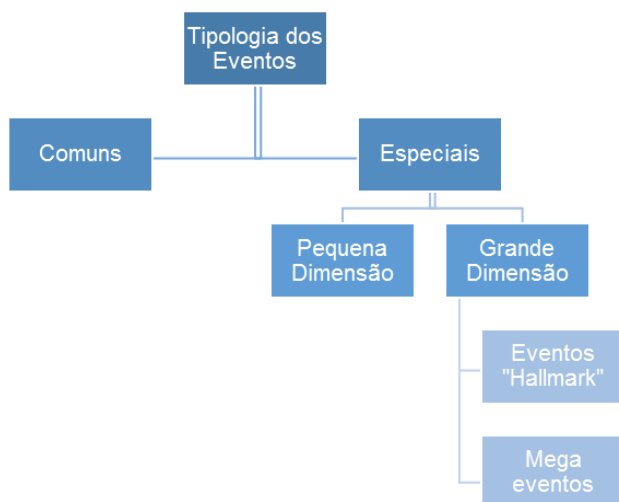 Tipologia dos
Eventos
Comuns
Especiais
Pequena
Dimensão
Grande
Dimensão
Eventos
"Hallmark"
Mega
eventos